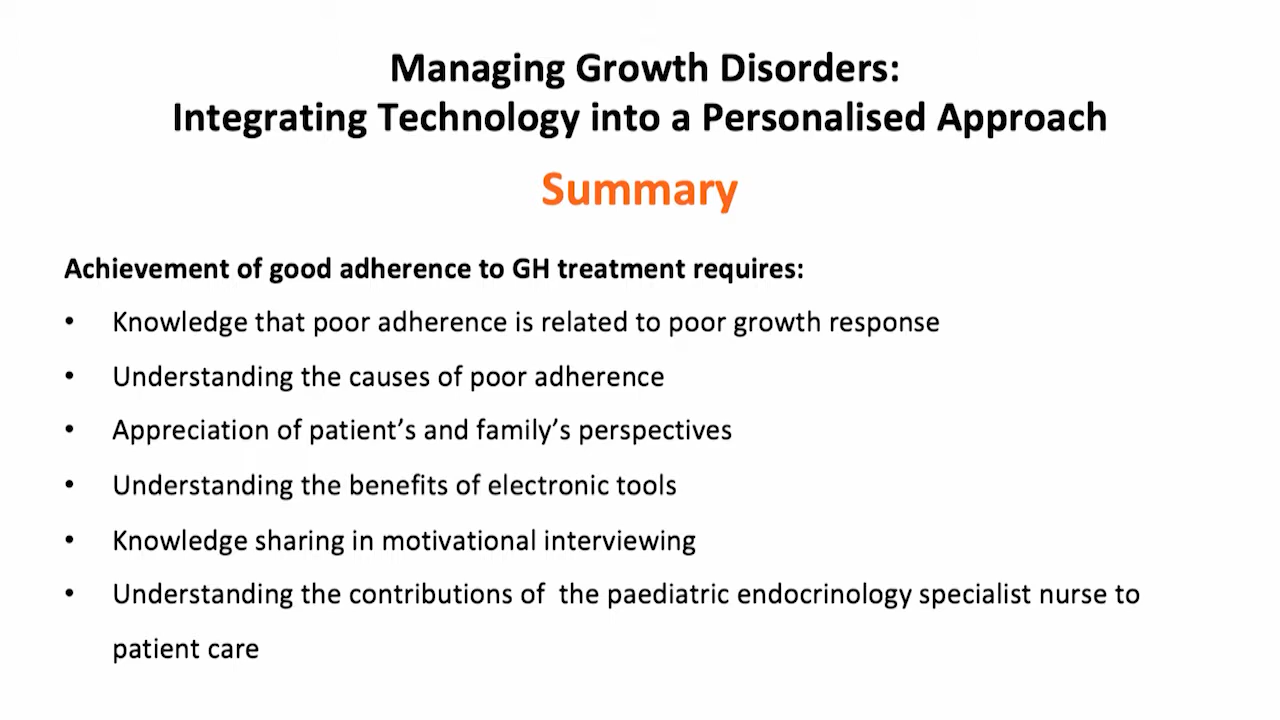 Managing Growth Disorders:
Integrating Technology into a Personalised Approach
Summary
Achievement of good adherence to GH treatment requires:
• Knowledge that poor adherence is related to poor growth response
• Understanding the causes of poor adherence
• Appreciation of patient’s and family’s perspectives
• Understanding the benefits of electronic tools
• Knowledge sharing in motivational interviewing
• Understanding the contributions of  the paediatric endocrinology specialist nurse to
patient care